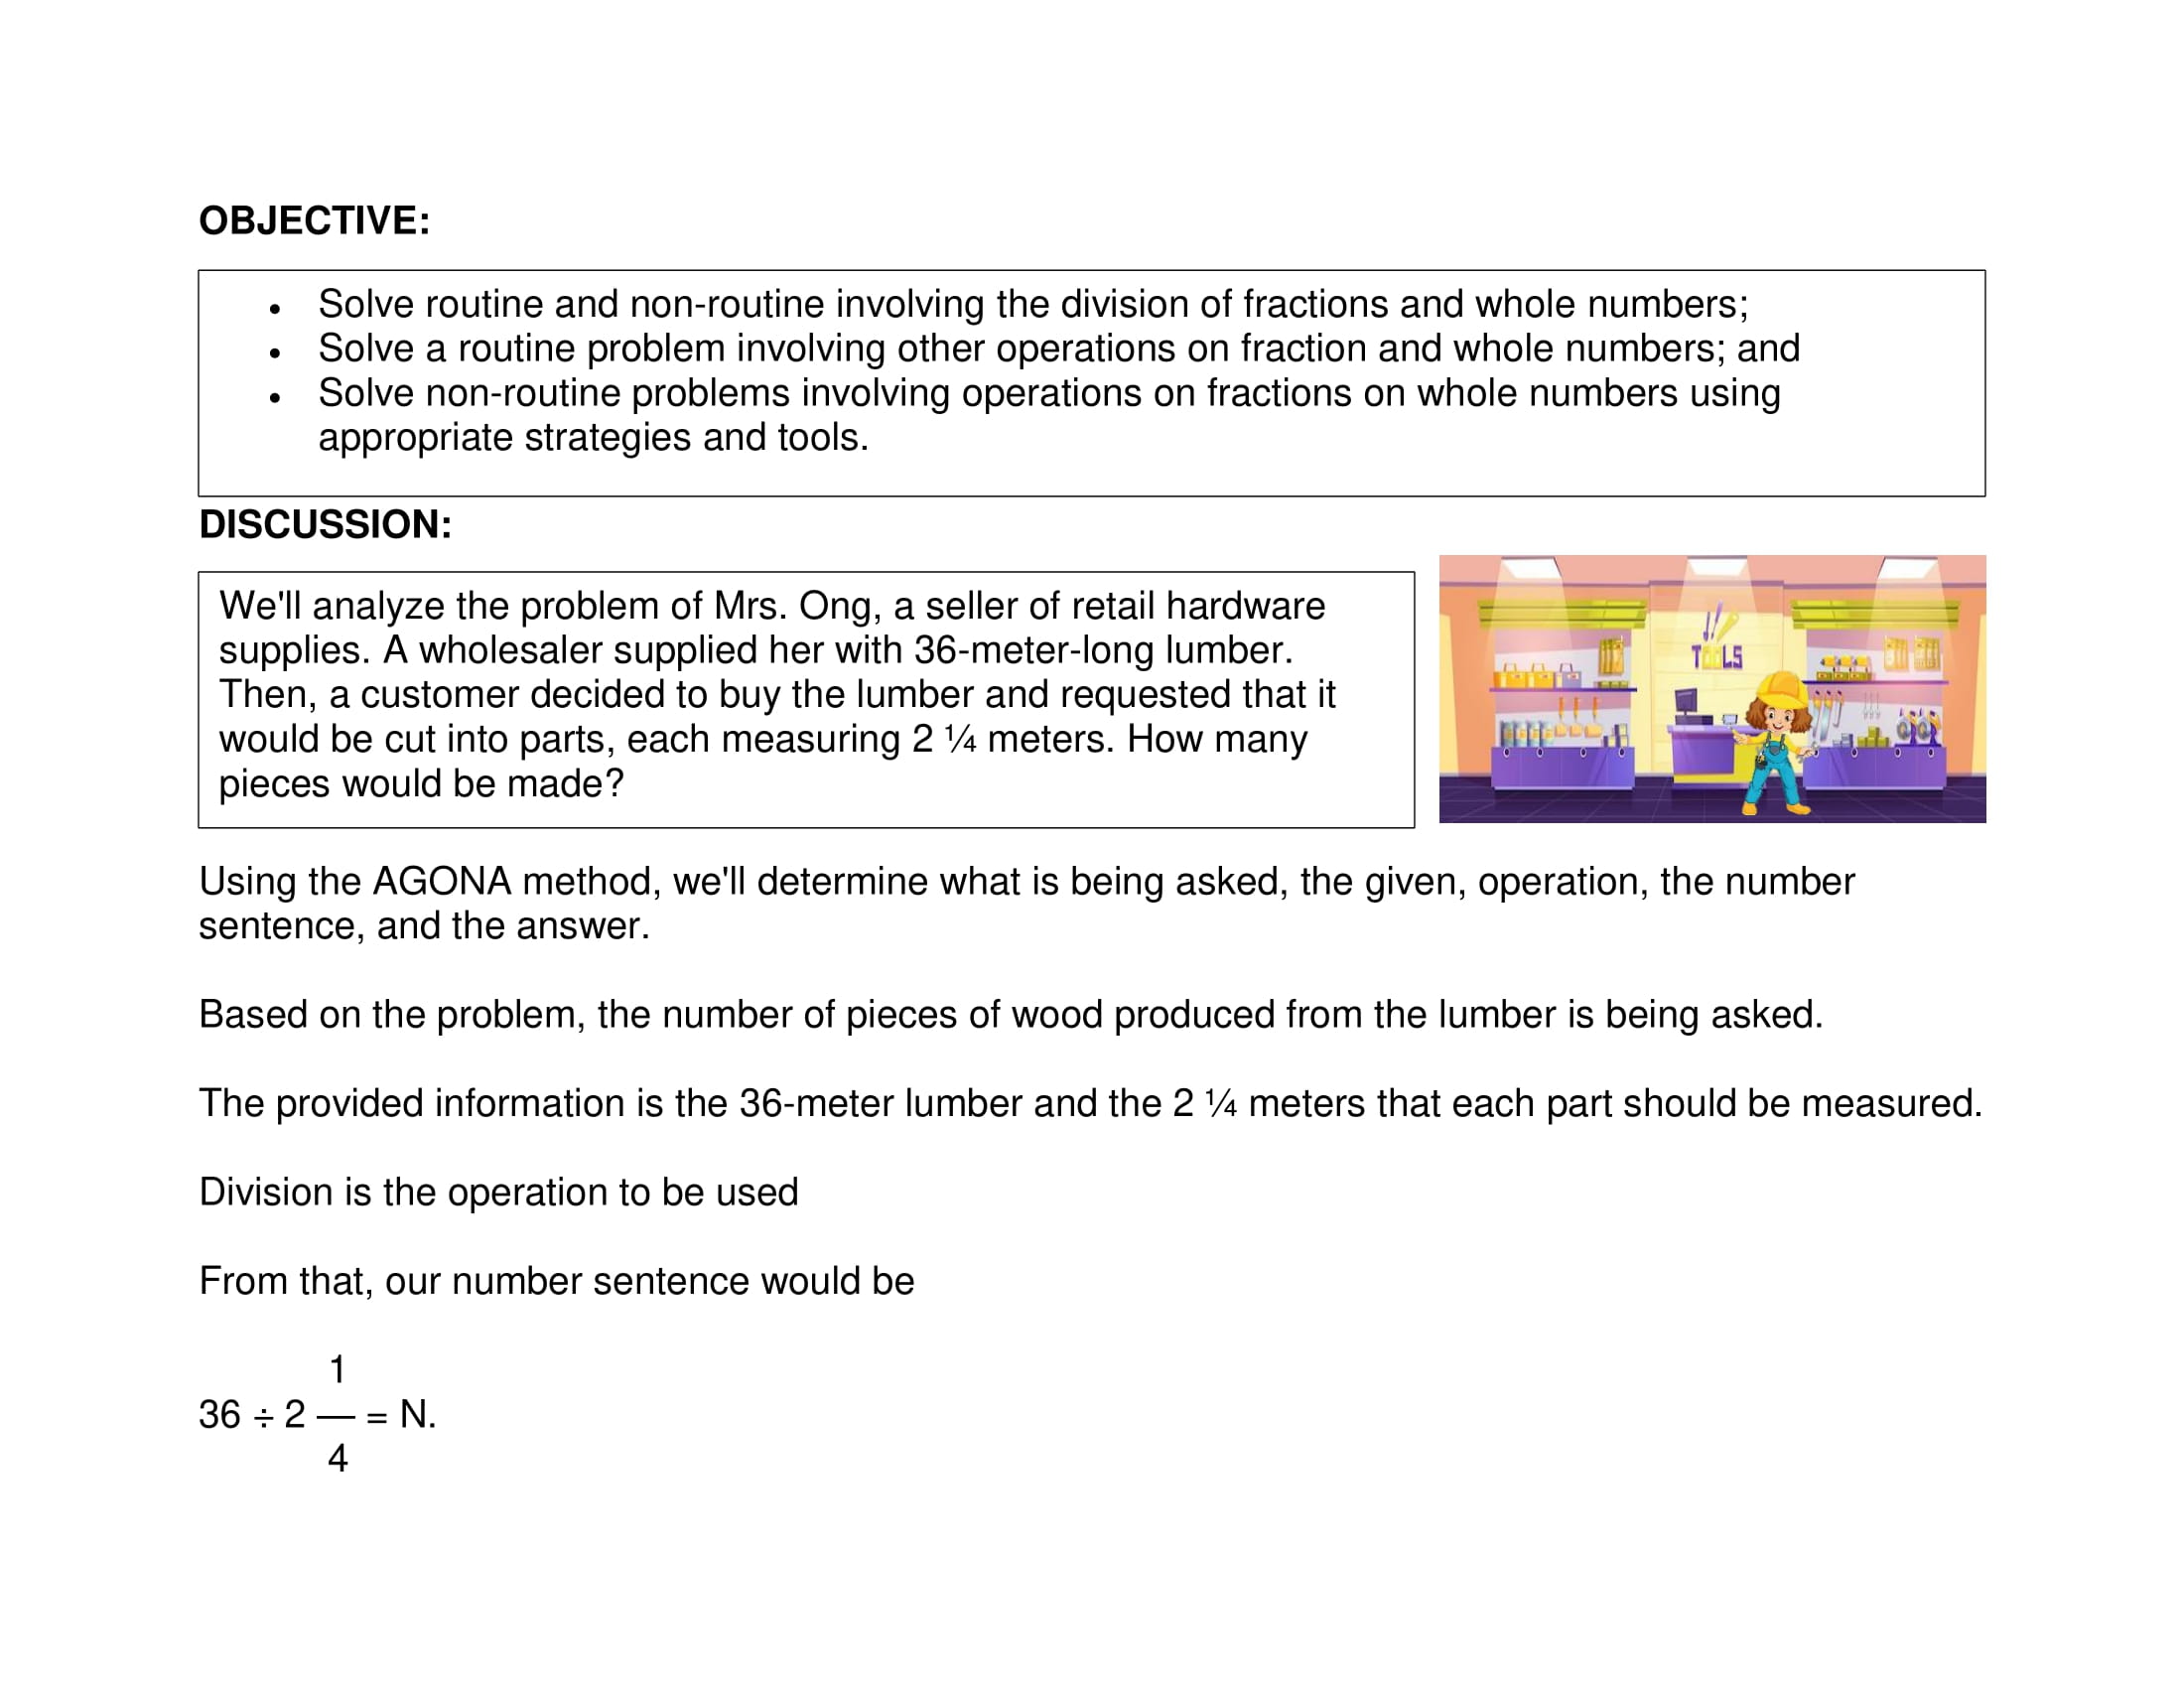 OBJECTIVE:
• Solve routine and non-routine involving the division of fractions and whole numbers;
• Solve a routine problem involving other operations on fraction and whole numbers; and
• Solve non-routine problems involving operations on fractions on whole numbers using
appropriate strategies and tools.
DISCUSSION:
We'll analyze the problem of Mrs. Ong, a seller of retail hardware
supplies. A wholesaler supplied her with 36-meter-long lumber.
Then, a customer decided to buy the lumber and requested that it
would be cut into parts, each measuring 2 ¼ meters. How many
pieces would be made?
TOOLS
Using the AGONA method, we'll determine what is being asked, the given, operation, the number
sentence, and the answer.
Based on the problem, the number of pieces of wood produced from the lumber is being asked.
The provided information is the 36-meter lumber and the 2 ¼ meters that each part should be measured.
Division is the operation to be used
From that, our number sentence would be
1
36 ÷ 2 — = N.
4